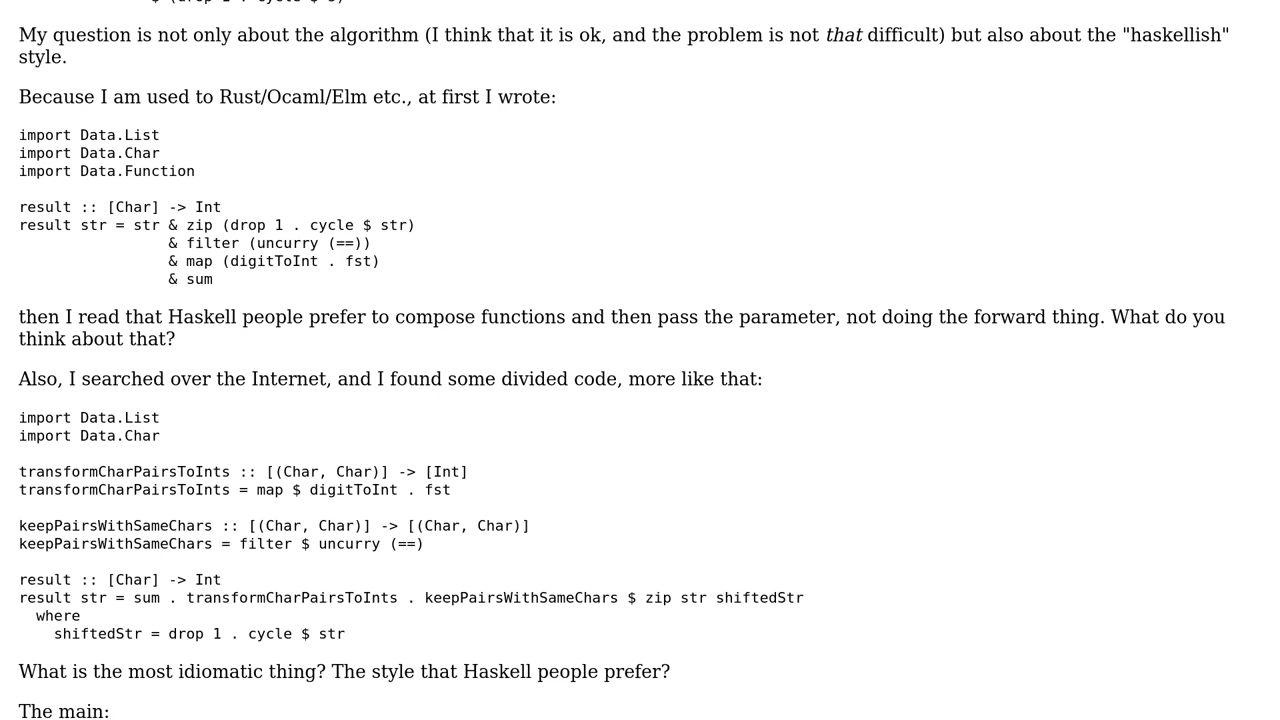 $ (drop 1 . cycle $ s)
My question is not only about the algorithm (I think that it is ok, and the problem is not that difficult) but also about the "haskellish"
style.
Because I am used to Rust/Ocaml/Elm etc., at first I wrote:
import Data.List
import Data.Char
import Data.Function
result :: [Char] -> Int
result str = str & zip (drop 1 . cycle $ str)
& filter (uncurry (==))
& map (digitToInt . fst)
& sum
then I read that Haskell people prefer to compose functions and then pass the parameter, not doing the forward thing. What do you
think about that?
Also, I searched over the Internet, and I found some divided code, more like that:
import Data.List
import Data.Char
transformCharPairsToInts :: [(Char, Char)] -> [Int]
transformCharPairsToInts = map $ digitToInt . fst
keepPairsWithSameChars :: [(Char, Char)] -> [(Char, Char)]
keepPairsWithSameChars = filter $ uncurry (==)
result :: [Char] -> Int
result str = sum . transformCharPairsToInts . keepPairsWithSameChars $ zip str shiftedStr
where
shiftedStr = drop 1 . cycle $ str
What is the most idiomatic thing? The style that Haskell people prefer?
The main: